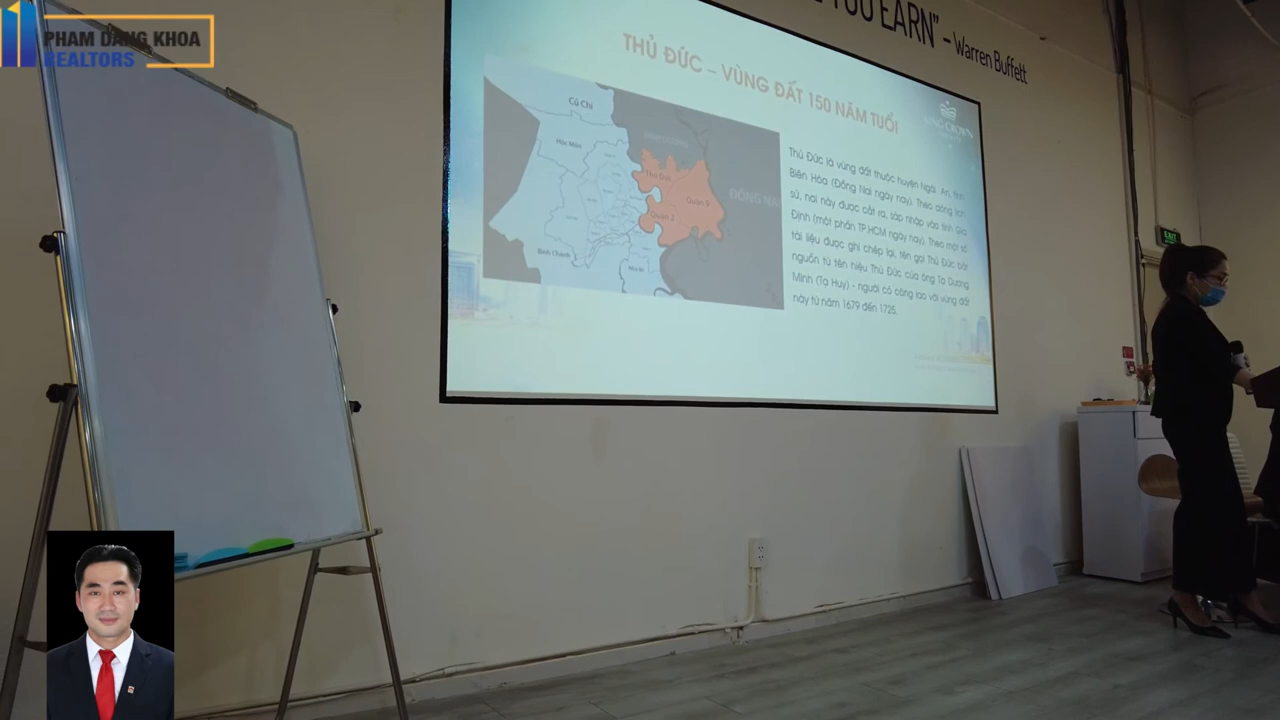 PHAM DANG KHOA
REALTORS
YOU EARN" – Warren Buffett
THỦ ĐỨC – VÙNG ĐẤT 150 NĂM TUỔI
KING CROWN
Củ Chi
Hóc Môn
Thủ Đức
Quận 9
Quận 2
ĐỒNG NAI
Bình Chánh
Nhà Bè
Thủ Đức là vùng đất thuộc huyện Ngãi An, tỉnh
Biên Hòa (Đồng Nai ngày nay). Theo dòng lịch
sử, nơi này được cắt ra, sáp nhập vào tỉnh Gia
Định (một phần TP.HCM ngày nay). Theo một số
tài liệu được ghi chép lại, tên gọi Thủ Đức bắt
nguồn từ tên hiệu Thủ Đức của ông Tạ Dương
Minh (Tạ Huy) - người có công lao với vùng đất
này từ năm 1679 đến 1725.
EXIT